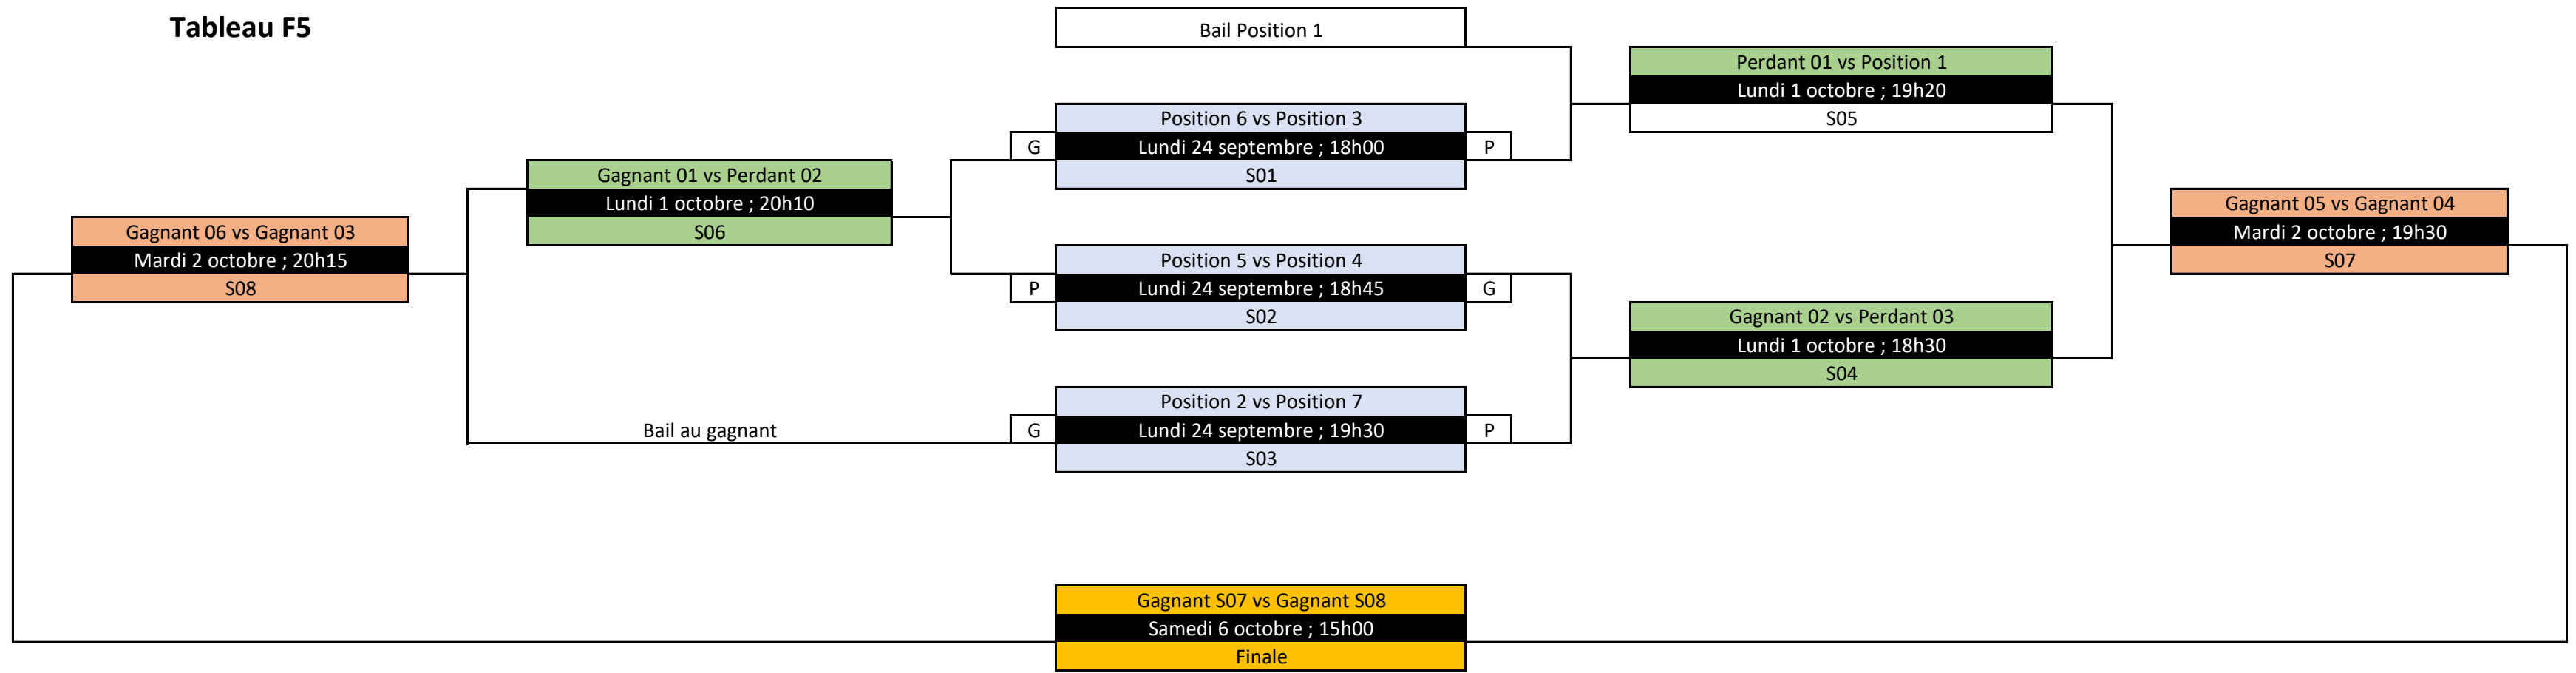 Tableau F5
Bail Position 1
Perdant 01 vs Position 1
Lundi 1 octobre ; 19h20
S05
Position 6 vs Position 3
G
Lundi 24 septembre ; 18h00
P
S01
Gagnant 01 vs Perdant 02
Lundi 1 octobre ; 20h10
S06
Gagnant 05 vs Gagnant 04
Mardi 2 octobre ; 19h30
S07
Gagnant 06 vs Gagnant 03
Mardi 2 octobre ; 20h15
S08
Position 5 vs Position 4
P
Lundi 24 septembre ; 18h45
G
S02
Gagnant 02 vs Perdant 03
Lundi 1 octobre ; 18h30
S04
Position 2 vs Position 7
Bail au gagnant
G
Lundi 24 septembre ; 19h30
P
S03
Gagnant S07 vs Gagnant S08
Samedi 6 octobre ; 15h00
Finale